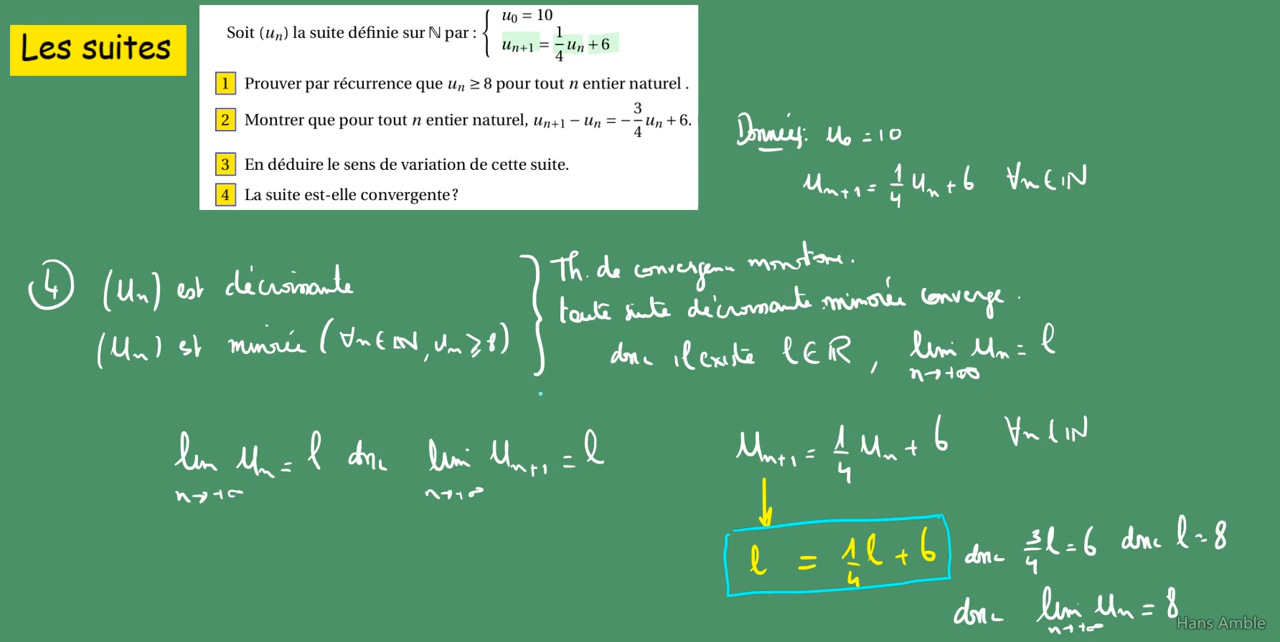 Les suites
Soit (uₙ) la suite définie sur ℕ par : { u₀ = 10
uₙ₊₁ = 1/4 uₙ + 6
1 Prouver par récurrence que uₙ ≥ 8 pour tout n entier naturel .
2 Montrer que pour tout n entier naturel, uₙ₊₁ − uₙ = −3/4 uₙ + 6.
3 En déduire le sens de variation de cette suite.
4 La suite est-elle convergente ?
Données: u₀ = 10
uₙ₊₁ = 1/4 uₙ + 6 ∀n ∈ ℕ
4 (uₙ) est décroissante
(uₙ) est minorée (∀n ∈ ℕ, uₙ ≥ 8) }
Th. de convergence monotone.
toute suite décroissante minorée converge.
donc il existe l ∈ ℝ, lim n→+∞ uₙ = l
lim n→+∞ uₙ = l donc lim n→+∞ uₙ₊₁ = l
uₙ₊₁ = 1/4 uₙ + 6 ∀n ∈ ℕ
↓
l = 1/4 l + 6 donc 3/4 l = 6 donc l = 8
donc lim n→+∞ uₙ = 8
Hans Amble